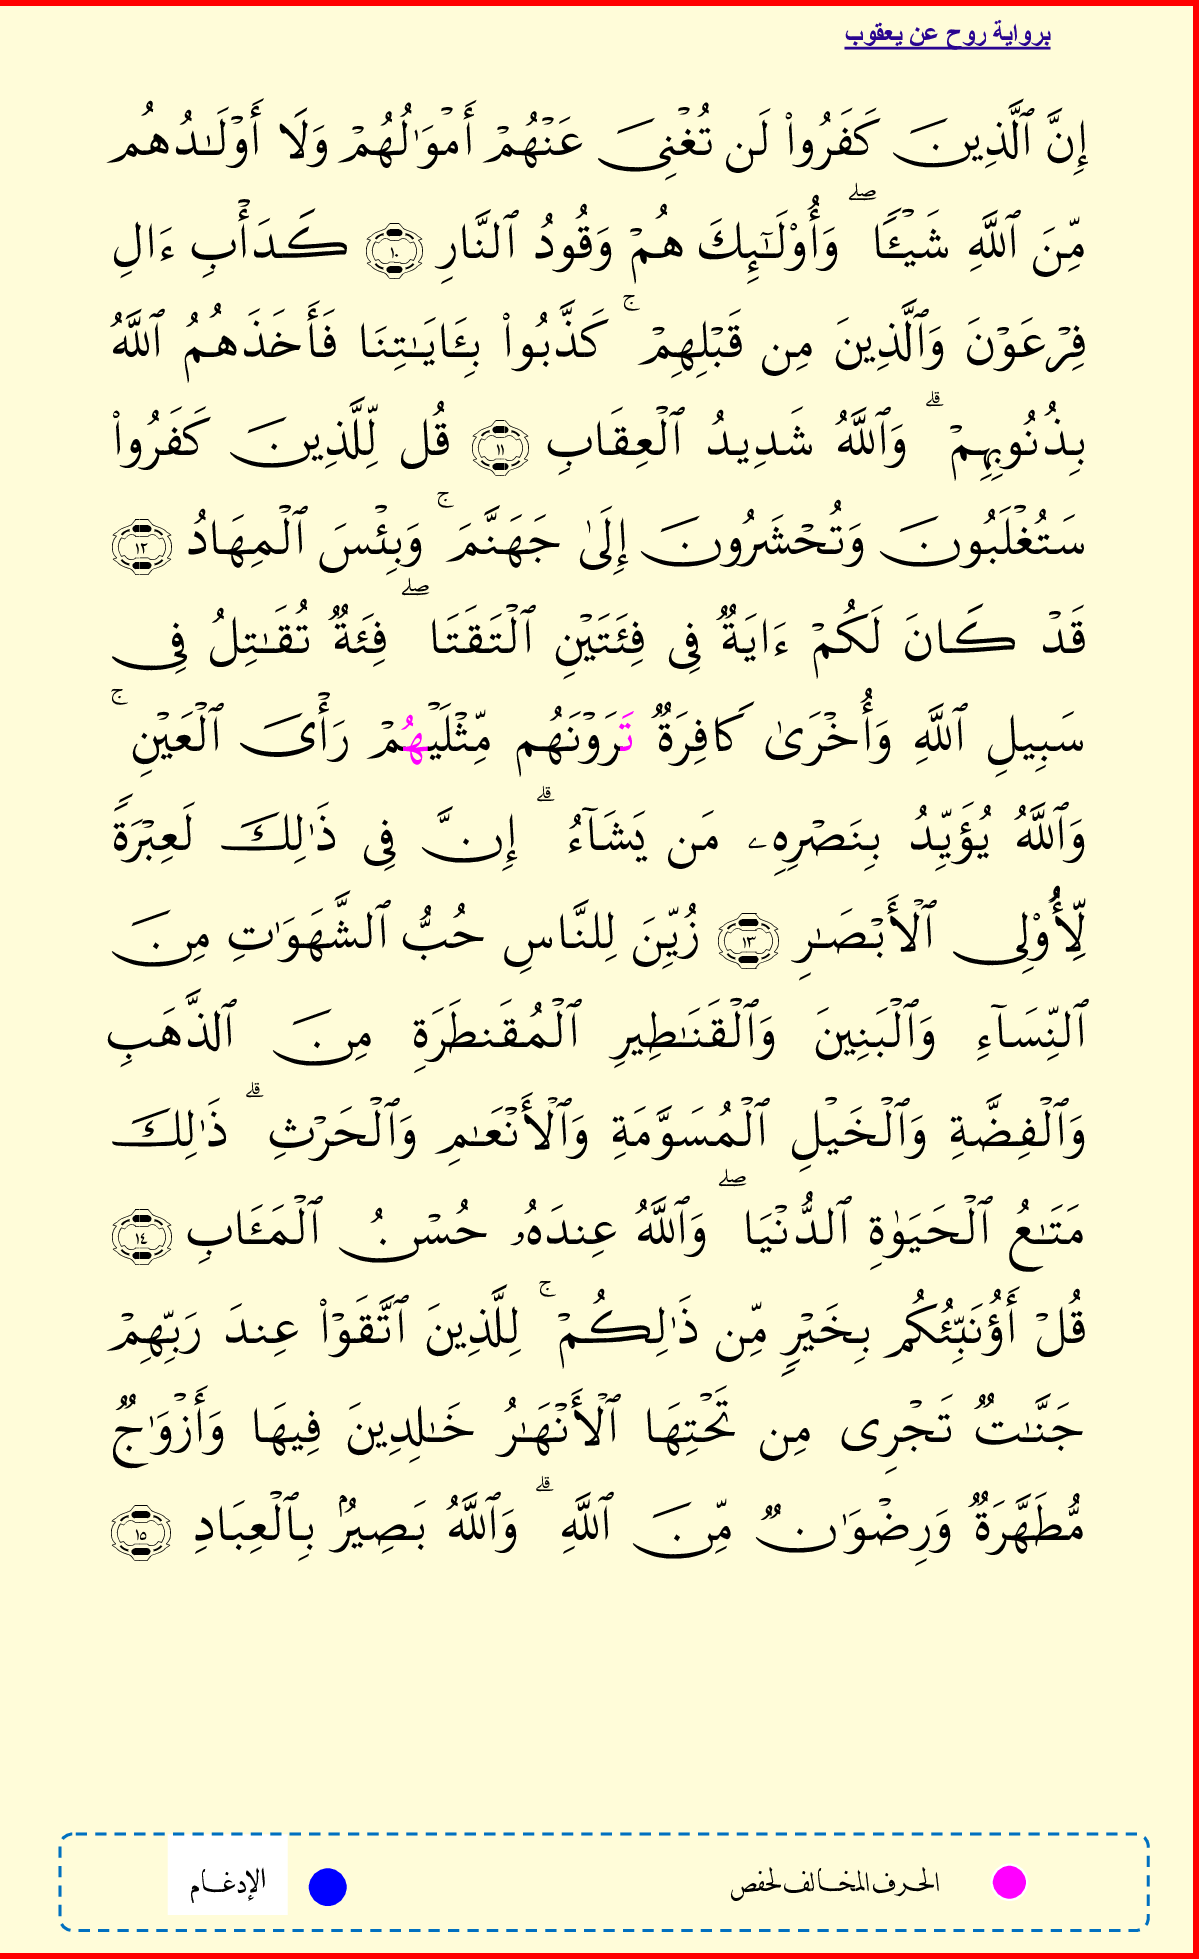 برواية روح عن يعقوب
إِنَّ ٱلَّذِينَ كَفَرُوا۟ لَن تُغْنِىَ عَنْهُمْ أَمْوَٰلُهُمْ وَلَآ أَوْلَـٰدُهُم
مِّنَ ٱللَّهِ شَيْـًٔا ۖ وَأُو۟لَـٰٓئِكَ هُمْ وَقُودُ ٱلنَّارِ ١٠ كَدَأْبِ ءَالِ
فِرْعَوْنَ وَٱلَّذِينَ مِن قَبْلِهِمْ ۚ كَذَّبُوا۟ بِـَٔايَـٰتِنَا فَأَخَذَهُمُ ٱللَّهُ
بِذُنُوبِهِمْ ۗ وَٱللَّهُ شَدِيدُ ٱلْعِقَابِ ١١ قُل لِّلَّذِينَ كَفَرُوا۟
سَتُغْلَبُونَ وَتُحْشَرُونَ إِلَىٰ جَهَنَّمَ ۚ وَبِئْسَ ٱلْمِهَادُ ١٢
قَدْ كَانَ لَكُمْ ءَايَةٌ فِى فِئَتَيْنِ ٱلْتَقَتَا ۖ فِئَةٌ تُقَـٰتِلُ فِى
سَبِيلِ ٱللَّهِ وَأُخْرَىٰ كَافِرَةٌ تَرَوْنَهُم مِّثْلَيْهُمْ رَأْىَ ٱلْعَيْنِ ۚ
وَٱللَّهُ يُؤَيِّدُ بِنَصْرِهِۦ مَن يَشَآءُ ۗ إِنَّ فِى ذَٰلِكَ لَعِبْرَةً
لِّأُو۟لِى ٱلْأَبْصَـٰرِ ١٣ زُيِّنَ لِلنَّاسِ حُبُّ ٱلشَّهَوَٰتِ مِنَ
ٱلنِّسَآءِ وَٱلْبَنِينَ وَٱلْقَنَـٰطِيرِ ٱلْمُقَنطَرَةِ مِنَ ٱلذَّهَبِ
وَٱلْفِضَّةِ وَٱلْخَيْلِ ٱلْمُسَوَّمَةِ وَٱلْأَنْعَـٰمِ وَٱلْحَرْثِ ۗ ذَٰلِكَ
مَتَـٰعُ ٱلْحَيَوٰةِ ٱلدُّنْيَا ۖ وَٱللَّهُ عِندَهُۥ حُسْنُ ٱلْمَـَٔابِ ١٤
قُلْ أَؤُنَبِّئُكُم بِخَيْرٍ مِّن ذَٰلِكُمْ ۚ لِلَّذِينَ ٱتَّقَوْا۟ عِندَ رَبِّهِمْ
جَنَّـٰتٌ تَجْرِى مِن تَحْتِهَا ٱلْأَنْهَـٰرُ خَـٰلِدِينَ فِيهَا وَأَزْوَٰجٌ
مُّطَهَّرَةٌ وَرِضْوَٰنٌ مِّنَ ٱللَّهِ ۗ وَٱللَّهُ بَصِيرٌۢ بِٱلْعِبَادِ ١٥
الحرف المخالف لحفص الإدغام